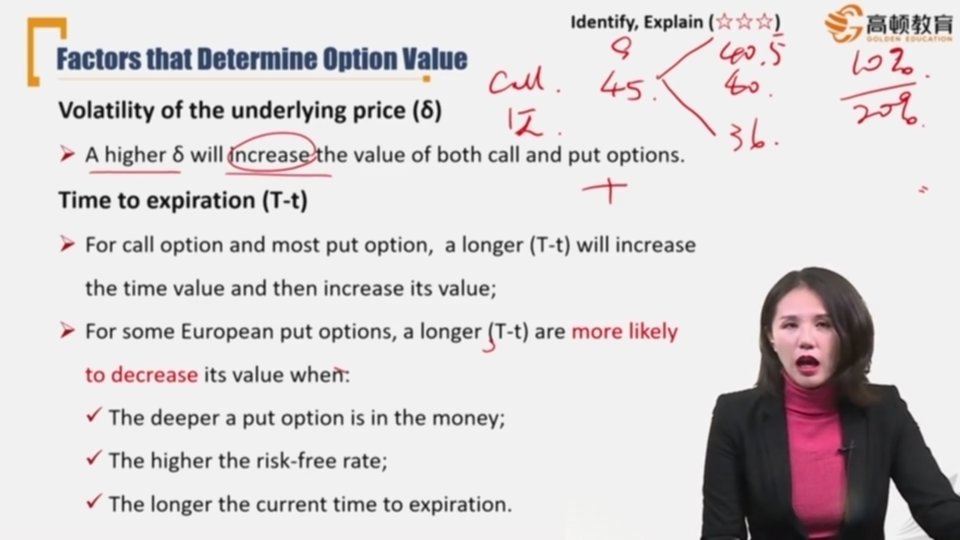 Identify, Explain (☆☆☆)
高顿教育
GOLDEN EDUCATION
Factors that Determine Option Value
Call.
45.
40.5
60.
36.
10%.
20%.
Volatility of the underlying price (δ)
➢ A higher δ will increase the value of both call and put options.
+
Time to expiration (T-t)
➢ For call option and most put option, a longer (T-t) will increase
the time value and then increase its value;
➢ For some European put options, a longer (T-t) are more likely
to decrease its value when:
✓ The deeper a put option is in the money;
✓ The higher the risk-free rate;
✓ The longer the current time to expiration.